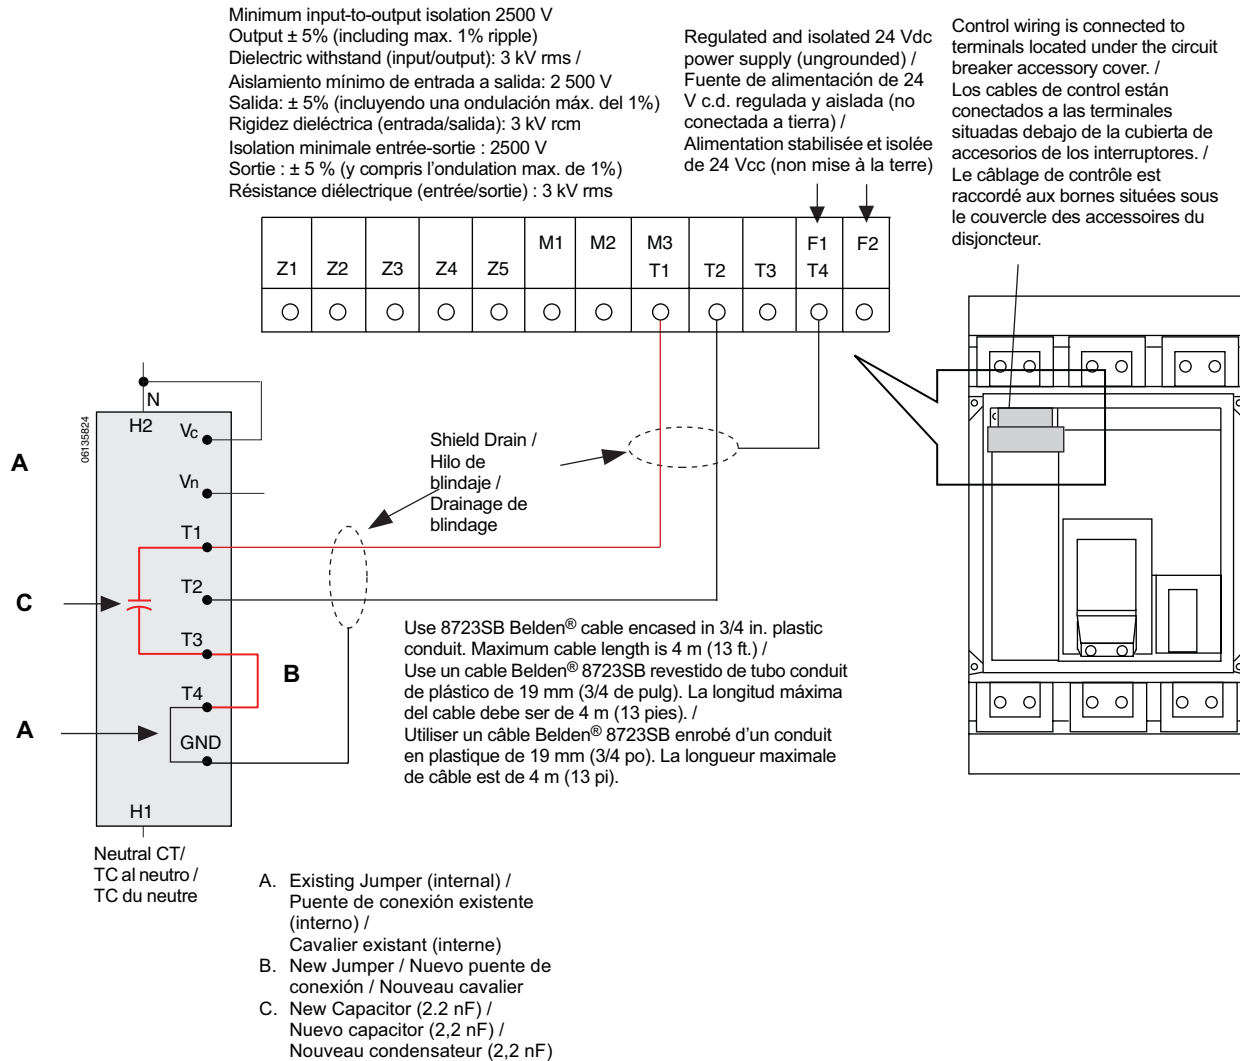 Minimum input-to-output isolation 2500 V
Output ± 5% (including max. 1% ripple)
Dielectric withstand (input/output): 3 kV rms /
Aislamiento mínimo de entrada a salida: 2 500 V
Salida: ± 5% (incluyendo una ondulación máx. del 1%)
Rigidez dieléctrica (entrada/salida): 3 kV rcm
Isolation minimale entrée-sortie : 2500 V
Sortie : ± 5 % (y compris l’ondulation max. de 1%)
Résistance diélectrique (entrée/sortie) : 3 kV rms
Regulated and isolated 24 Vdc
power supply (ungrounded) /
Fuente de alimentación de 24
V c.d. regulada y aislada (no
conectada a tierra) /
Alimentation stabilisée et isolée
de 24 Vcc (non mise à la terre)
Control wiring is connected to
terminals located under the circuit
breaker accessory cover. /
Los cables de control están
conectados a las terminales
situadas debajo de la cubierta de
accesorios de los interruptores. /
Le câblage de contrôle est
raccordé aux bornes situées sous
le couvercle des accessoires du
disjoncteur.
M1 M2 M3 F1 F2
Z1 Z2 Z3 Z4 Z5 T1 T2 T3 T4
N
H2
06135824
Vc
A
Vn
T1
T2
C
T3
B
T4
A
GND
H1
Shield Drain /
Hilo de
blindaje /
Drainage de
blindage
Use 8723SB Belden® cable encased in 3/4 in. plastic
conduit. Maximum cable length is 4 m (13 ft.) /
Use un cable Belden® 8723SB revestido de tubo conduit
de plástico de 19 mm (3/4 de pulg). La longitud máxima
del cable debe ser de 4 m (13 pies). /
Utiliser un câble Belden® 8723SB enrobé d’un conduit
en plastique de 19 mm (3/4 po). La longueur maximale
de câble est de 4 m (13 pi).
Neutral CT/
TC al neutro /
TC du neutre
A. Existing Jumper (internal) /
Puente de conexión existente
(interno) /
Cavalier existant (interne)
B. New Jumper / Nuevo puente de
conexión / Nouveau cavalier
C. New Capacitor (2.2 nF) /
Nuevo capacitor (2,2 nF) /
Nouveau condensateur (2,2 nF)